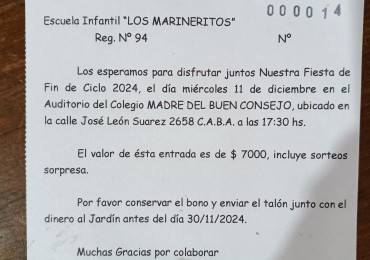 000014
Escuela Infantil "LOS MARINERITOS"
Reg. Nº 94 Nº
Los esperamos para disfrutar juntos Nuestra Fiesta de
Fin de Ciclo 2024, el día miércoles 11 de diciembre en el
Auditorio del Colegio MADRE DEL BUEN CONSEJO, ubicado en
la calle José León Suarez 2658 C.A.B.A. a las 17:30 hs.
El valor de ésta entrada es de $ 7000, incluye sorteos
sorpresa.
Por favor conservar el bono y enviar el talón junto con el
dinero al Jardín antes del día 30/11/2024.
Muchas Gracias por colaborar